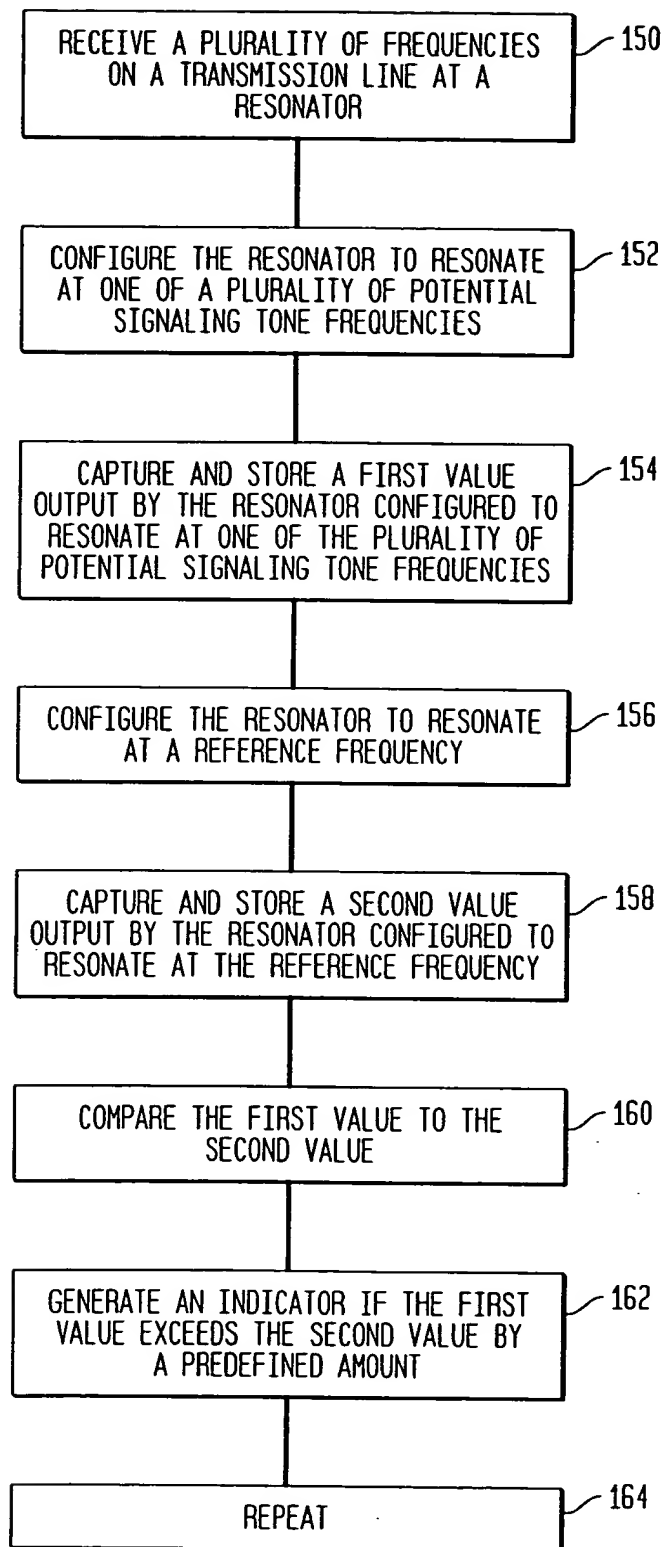 RECEIVE A PLURALITY OF FREQUENCIES
ON A TRANSMISSION LINE AT A
RESONATOR
150
CONFIGURE THE RESONATOR TO RESONATE
AT ONE OF A PLURALITY OF POTENTIAL
SIGNALING TONE FREQUENCIES
152
CAPTURE AND STORE A FIRST VALUE
OUTPUT BY THE RESONATOR CONFIGURED TO
RESONATE AT ONE OF THE PLURALITY OF
POTENTIAL SIGNALING TONE FREQUENCIES
154
CONFIGURE THE RESONATOR TO RESONATE
AT A REFERENCE FREQUENCY
156
CAPTURE AND STORE A SECOND VALUE
OUTPUT BY THE RESONATOR CONFIGURED TO
RESONATE AT THE REFERENCE FREQUENCY
158
COMPARE THE FIRST VALUE TO THE
SECOND VALUE
160
GENERATE AN INDICATOR IF THE FIRST
VALUE EXCEEDS THE SECOND VALUE BY
A PREDEFINED AMOUNT
162
REPEAT
164